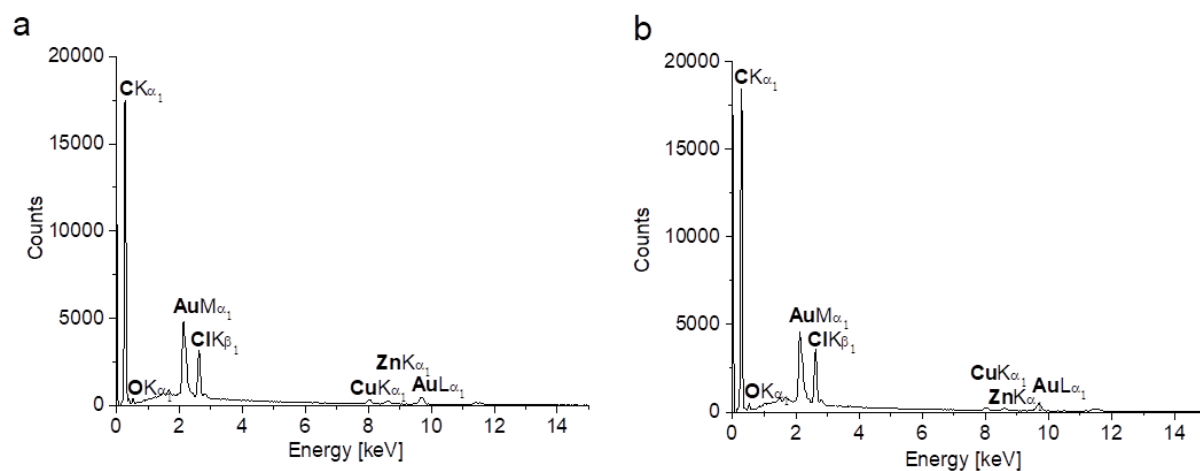 a
20000
15000
10000
5000
0
Counts
CKα1
OKα1
AuMα1
ClKβ1
ZnKα1
CuKα1
AuLα1
0 2 4 6 8 10 12 14
Energy [keV]
b
20000
15000
10000
5000
0
Counts
CKα1
OKα1
AuMα1
ClKβ1
CuKα1
ZnKα
AuLα1
0 2 4 6 8 10 12 14
Energy [keV]